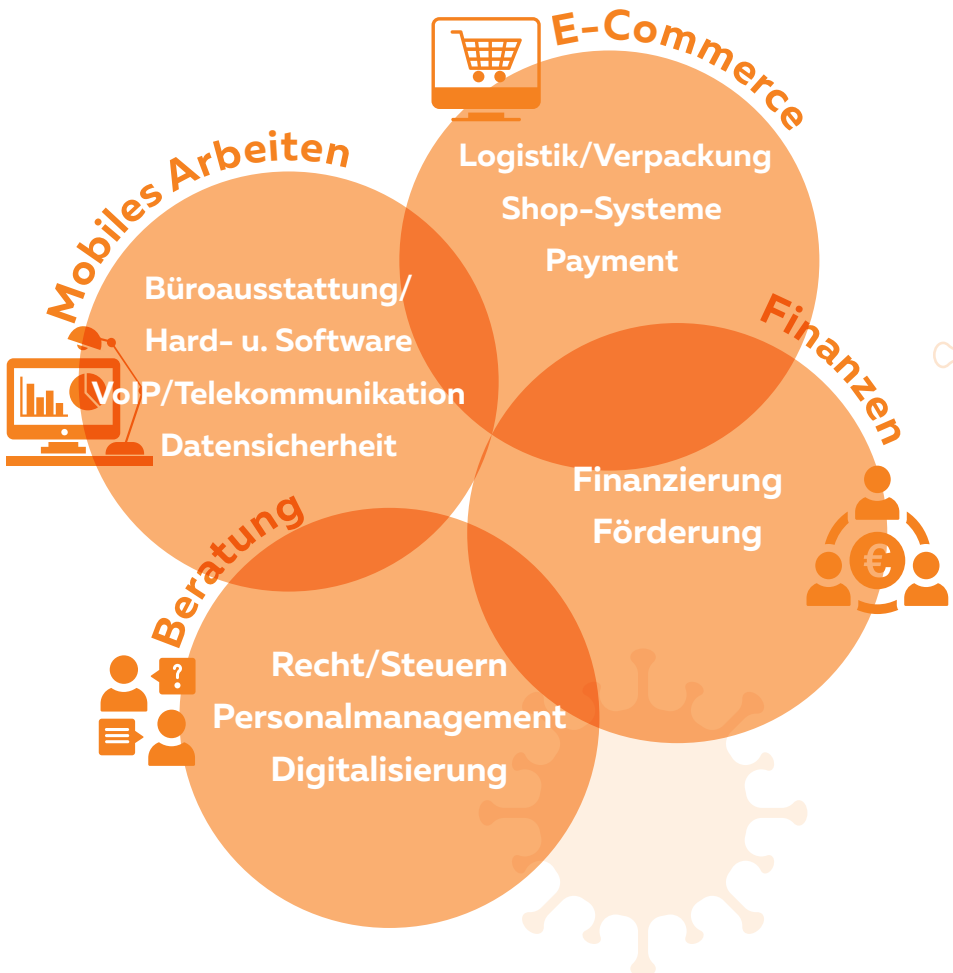 E-Commerce
Logistik/Verpackung
Shop-Systeme
Payment
Mobiles Arbeiten
Büroausstattung/
Hard- u. Software
VoIP/Telekommunikation
Datensicherheit
Finanzen
Finanzierung
Förderung
€
Beratung
?
Recht/Steuern
Personalmanagement
Digitalisierung